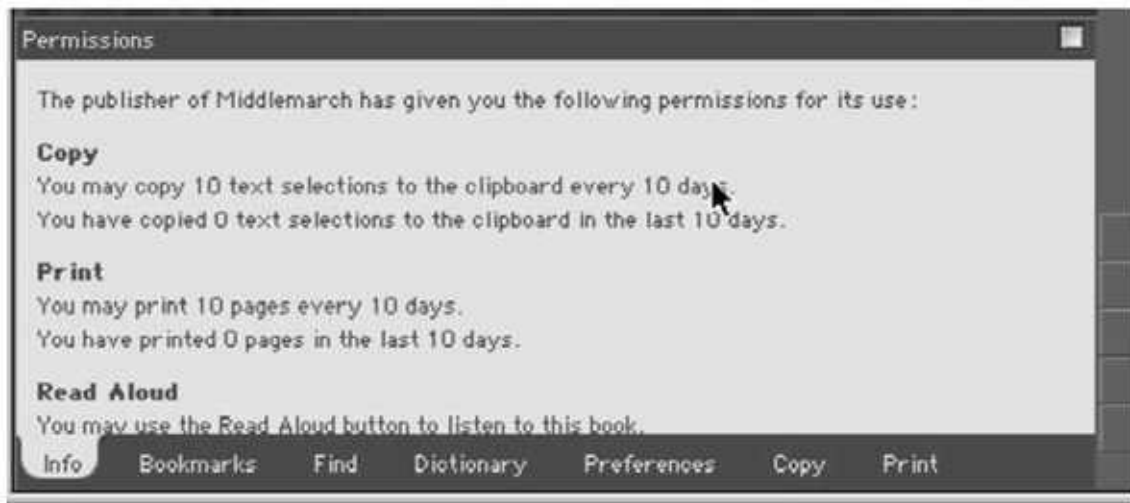 Permissions
The publisher of Middlemarch has given you the following permissions for its use:
Copy
You may copy 10 text selections to the clipboard every 10 days.
You have copied 0 text selections to the clipboard in the last 10 days.
Print
You may print 10 pages every 10 days.
You have printed 0 pages in the last 10 days.
Read Aloud
You may use the Read Aloud button to listen to this book.
Info Bookmarks Find Dictionary Preferences Copy Print